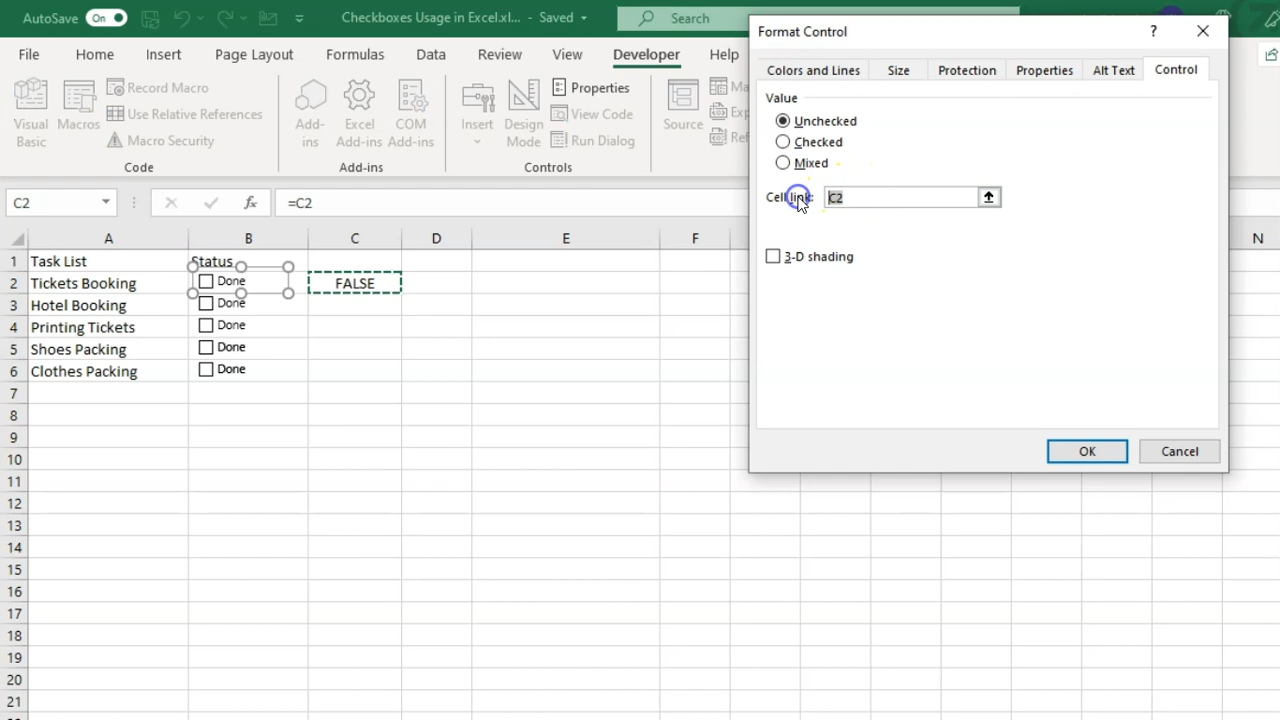 AutoSave On Checkboxes Usage in Excel.xl... - Saved Search
Format Control ?
File Home Insert Page Layout Formulas Data Review View Developer Help
Colors and Lines Size Protection Properties Alt Text Control
Visual Basic
Macros
Record Macro
Use Relative References
Macro Security
Code
Add-ins
Excel Add-ins
COM Add-ins
Add-ins
Insert
Design Mode
Properties
View Code
Run Dialog
Controls
Source
Value
Unchecked
Checked
Mixed
Cell link: C2
3-D shading
OK Cancel
C2 fx =C2
A B C D E F N
1 Task List Status
2 Tickets Booking Done FALSE
3 Hotel Booking Done
4 Printing Tickets Done
5 Shoes Packing Done
6 Clothes Packing Done
7
8
9
10
11
12
13
14
15
16
17
18
19
20
21